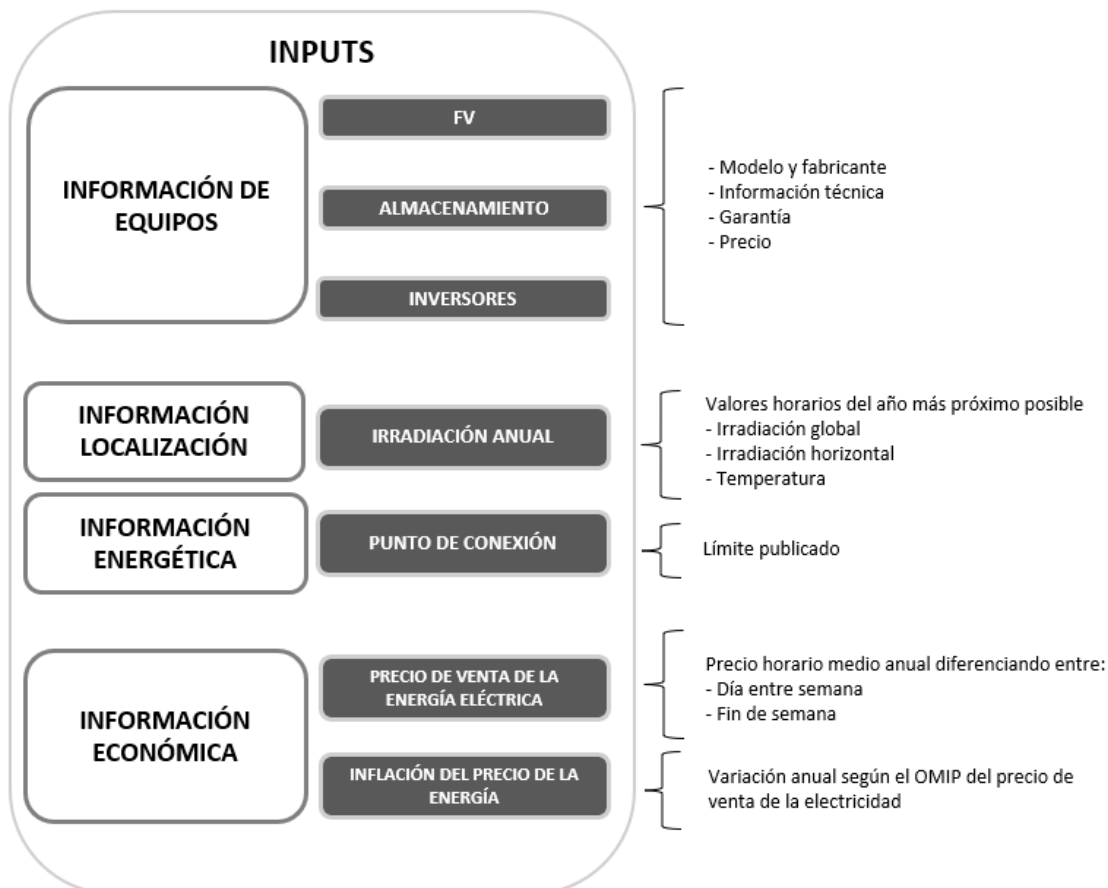 INPUTS
INFORMACIÓN DE
EQUIPOS
FV
ALMACENAMIENTO
INVERSORES
- Modelo y fabricante
- Información técnica
- Garantía
- Precio
INFORMACIÓN
LOCALIZACIÓN
IRRADIACIÓN ANUAL
Valores horarios del año más próximo posible
- Irradiación global
- Irradiación horizontal
- Temperatura
INFORMACIÓN
ENERGÉTICA
PUNTO DE CONEXIÓN
Límite publicado
INFORMACIÓN
ECONÓMICA
PRECIO DE VENTA DE LA
ENERGÍA ELÉCTRICA
Precio horario medio anual diferenciando entre:
- Día entre semana
- Fin de semana
INFLACIÓN DEL PRECIO DE LA
ENERGÍA
Variación anual según el OMIP del precio de
venta de la electricidad